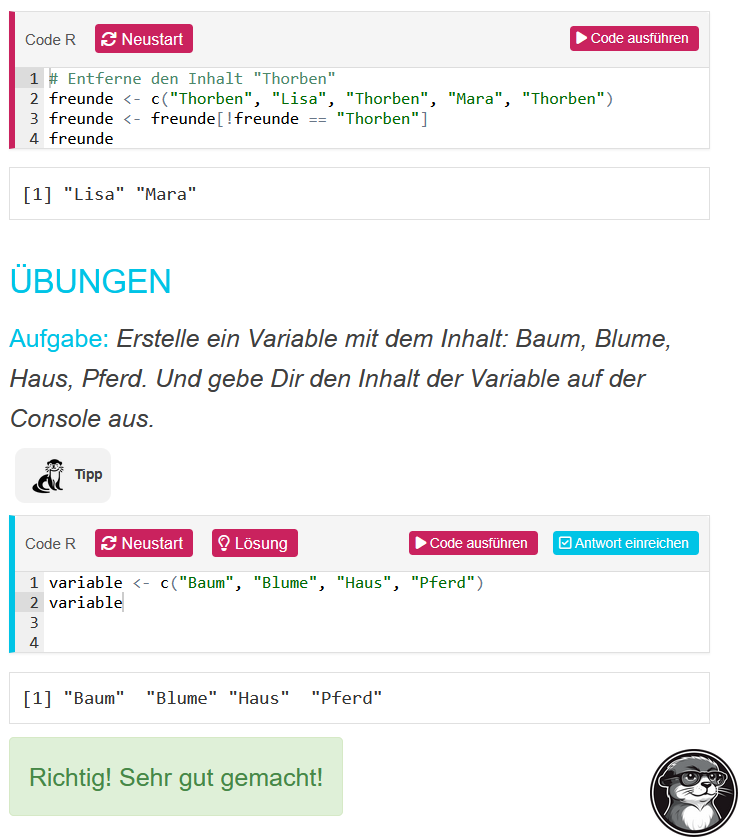 Code R Neustart Code ausführen
1 # Entferne den Inhalt "Thorben"
2 freunde <- c("Thorben", "Lisa", "Thorben", "Mara", "Thorben")
3 freunde <- freunde[!freunde == "Thorben"]
4 freunde
[1] "Lisa" "Mara"
ÜBUNGEN
Aufgabe: Erstelle ein Variable mit dem Inhalt: Baum, Blume,
Haus, Pferd. Und gebe Dir den Inhalt der Variable auf der
Console aus.
Tipp
Code R Neustart Lösung Code ausführen Antwort einreichen
1 variable <- c("Baum", "Blume", "Haus", "Pferd")
2 variable
3
4
[1] "Baum"  "Blume" "Haus"  "Pferd"
Richtig! Sehr gut gemacht!